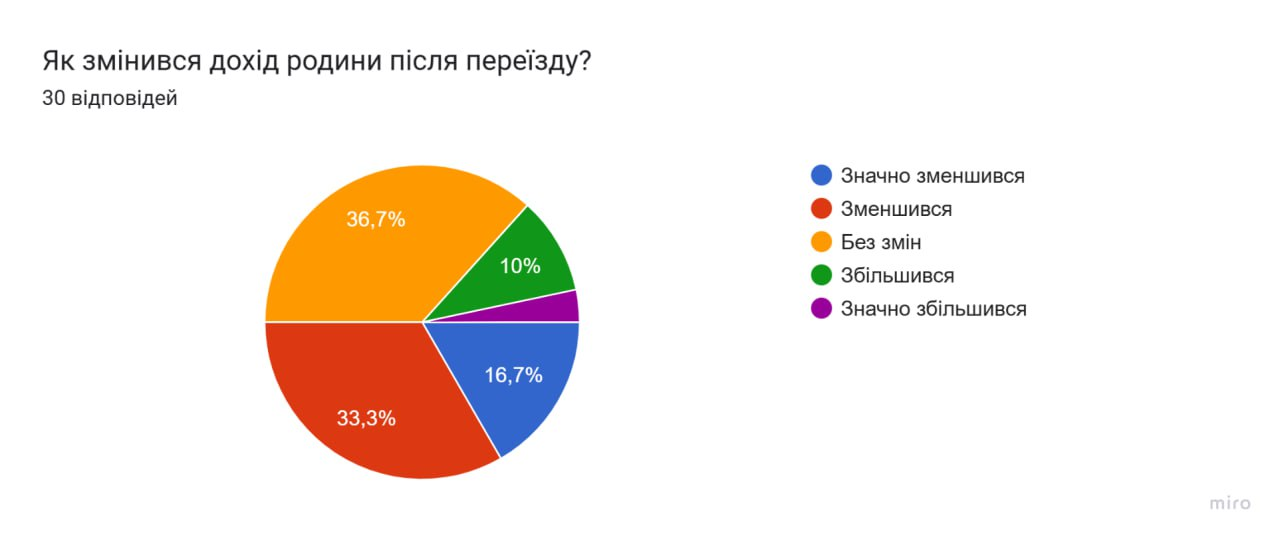 Як змінився дохід родини після переїзду?
30 відповідей
36,7%
10%
16,7%
33,3%
Значно зменшився
Зменшився
Без змін
Збільшився
Значно збільшився
miro